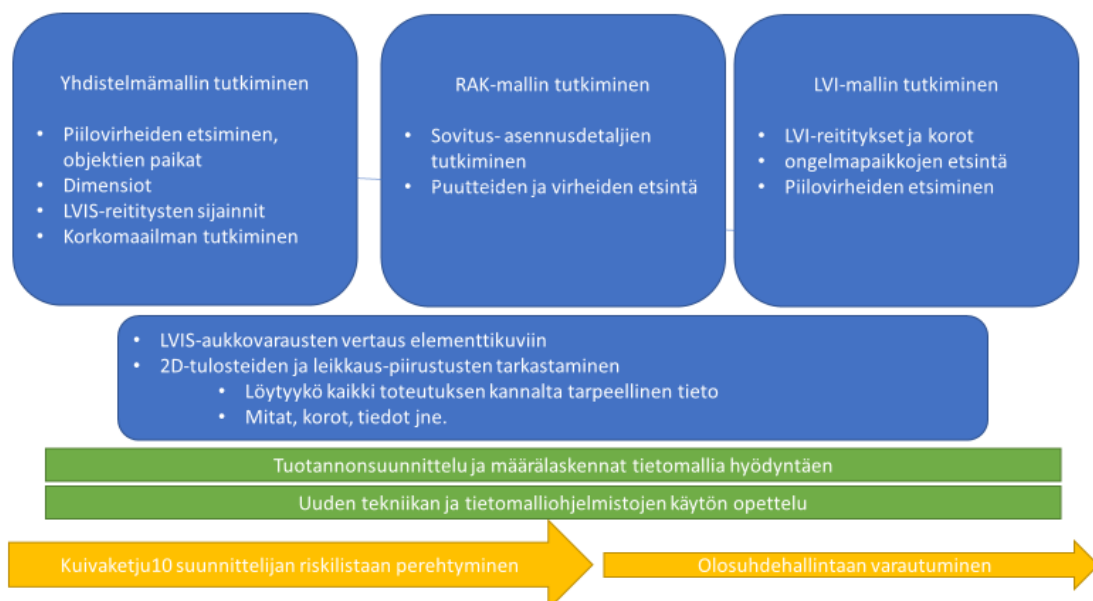 Yhdistelmämallin tutkiminen
• Piilovirheiden etsiminen,
objektien paikat
• Dimensiot
• LVIS-reititysten sijainnit
• Korkomaailman tutkiminen
RAK-mallin tutkiminen
• Sovitus- asennusdetaljien
tutkiminen
• Puutteiden ja virheiden etsintä
LVI-mallin tutkiminen
• LVI-reititykset ja korot
• ongelmapaikkojen etsintä
• Piilovirheiden etsiminen
• LVIS-aukkovarausten vertaus elementtikuviin
• 2D-tulosteiden ja leikkaus-piirustusten tarkastaminen
• Löytyykö kaikki toteutuksen kannalta tarpeellinen tieto
• Mitat, korot, tiedot jne.
Tuotannonsuunnittelu ja määrälaskennat tietomallia hyödyntäen
Uuden tekniikan ja tietomalliohjelmistojen käytön opettelu
Kuivaketju10 suunnittelijan riskilistaan perehtyminen
Olosuhdehallintaan varautuminen